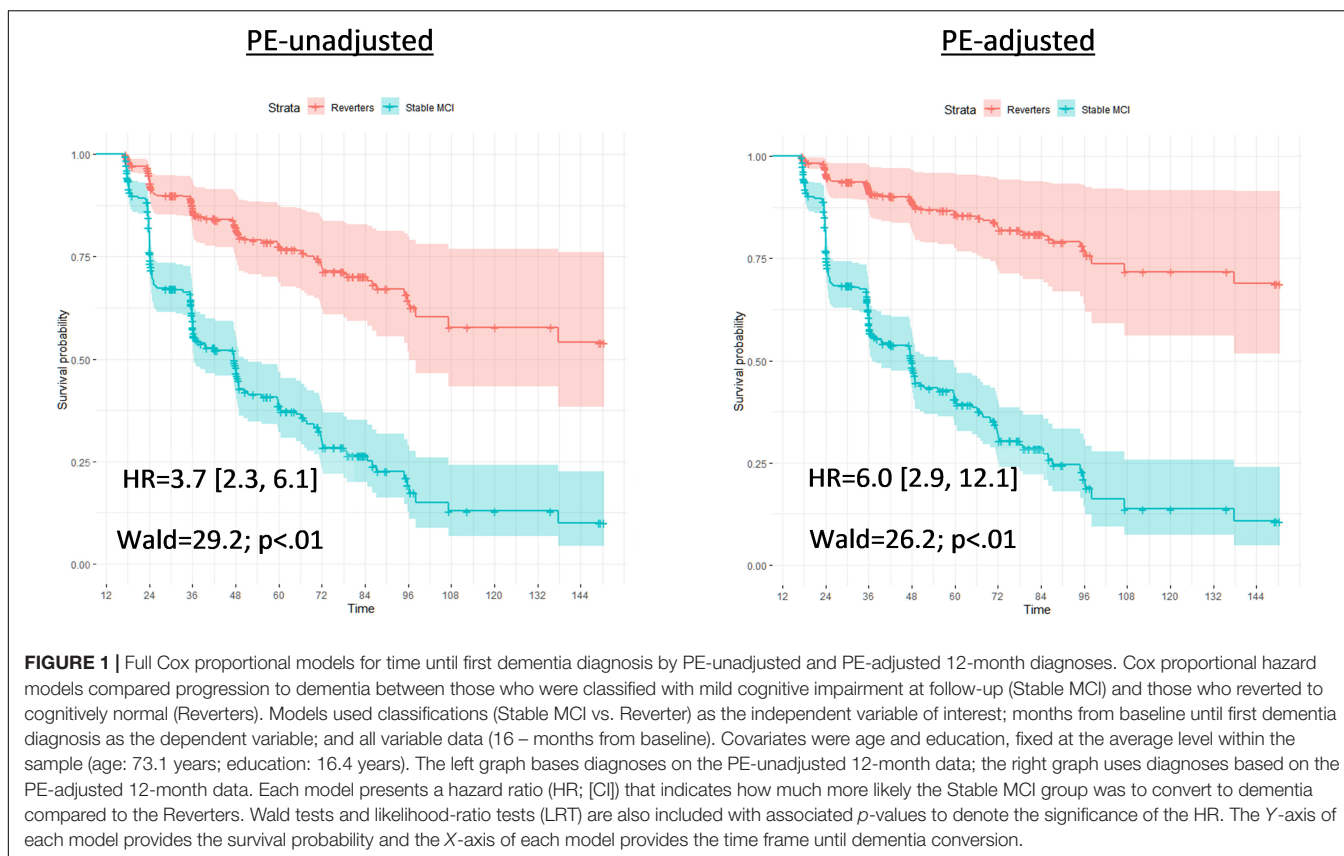 PE-unadjusted
Strata Reverters Stable MCI
Survival probability
1.00
0.75
0.50
0.25
0.00
HR=3.7 [2.3, 6.1]
Wald=29.2; p<.01
12 24 36 48 60 72 84 96 108 120 132 144
Time
PE-adjusted
Strata Reverters Stable MCI
Survival probability
1.00
0.75
0.50
0.25
0.00
HR=6.0 [2.9, 12.1]
Wald=26.2; p<.01
12 24 36 48 60 72 84 96 108 120 132 144
Time
FIGURE 1 | Full Cox proportional models for time until first dementia diagnosis by PE-unadjusted and PE-adjusted 12-month diagnoses. Cox proportional hazard
models compared progression to dementia between those who were classified with mild cognitive impairment at follow-up (Stable MCI) and those who reverted to
cognitively normal (Reverters). Models used classifications (Stable MCI vs. Reverter) as the independent variable of interest; months from baseline until first dementia
diagnosis as the dependent variable; and all variable data (16 – months from baseline). Covariates were age and education, fixed at the average level within the
sample (age: 73.1 years; education: 16.4 years). The left graph bases diagnoses on the PE-unadjusted 12-month data; the right graph uses diagnoses based on the
PE-adjusted 12-month data. Each model presents a hazard ratio (HR; [CI]) that indicates how much more likely the Stable MCI group was to convert to dementia
compared to the Reverters. Wald tests and likelihood-ratio tests (LRT) are also included with associated p-values to denote the significance of the HR. The Y-axis of
each model provides the survival probability and the X-axis of each model provides the time frame until dementia conversion.